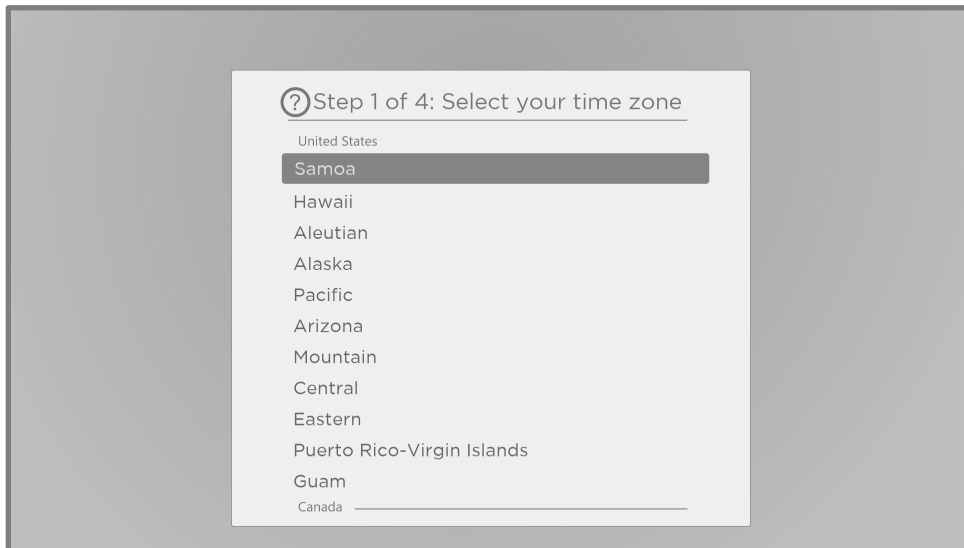 ?Step 1 of 4: Select your time zone
United States
Samoa
Hawaii
Aleutian
Alaska
Pacific
Arizona
Mountain
Central
Eastern
Puerto Rico-Virgin Islands
Guam
Canada